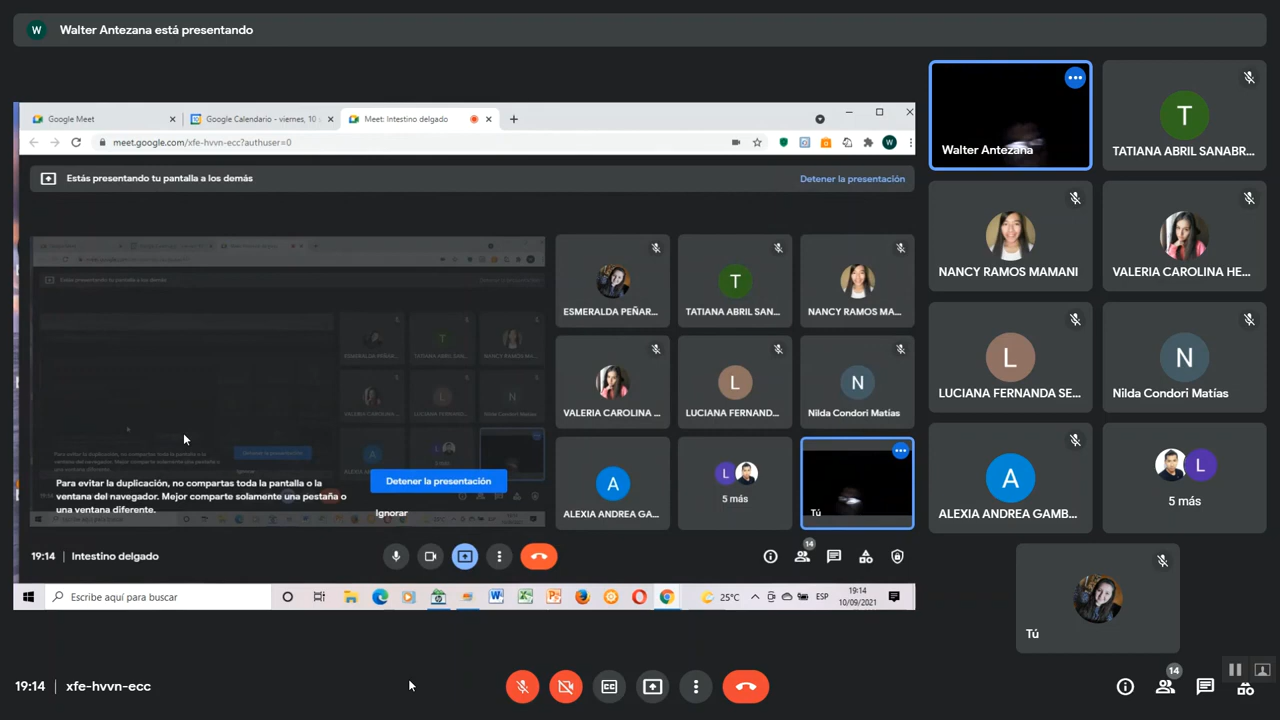 W Walter Antezana está presentando
Google Meet
Google Calendario - viernes, 10
Meet: Intestino delgado
meet.google.com/xfe-hvvn-ecc?authuser=0
W
Estás presentando tu pantalla a los demás
Detener la presentación
ESMERALDA PEÑAR...
T
TATIANA ABRIL SAN...
NANCY RAMOS MA...
VALERIA CAROLINA ...
L
LUCIANA FERNAND...
N
Nilda Condori Matías
A
ALEXIA ANDREA GA...
L
5 más
Tú
Para evitar la duplicación, no compartas toda la pantalla o la
ventana del navegador. Mejor comparte solamente una pestaña o
una ventana diferente.
Detener la presentación
Ignorar
19:14 | Intestino delgado
14
Escribe aquí para buscar
25°C
ESP
19:14
10/09/2021
Walter Antezana
T
TATIANA ABRIL SANABR...
NANCY RAMOS MAMANI
VALERIA CAROLINA HE...
L
LUCIANA FERNANDA SE...
N
Nilda Condori Matías
A
ALEXIA ANDREA GAMB...
L
5 más
Tú
19:14 | xfe-hvvn-ecc
14